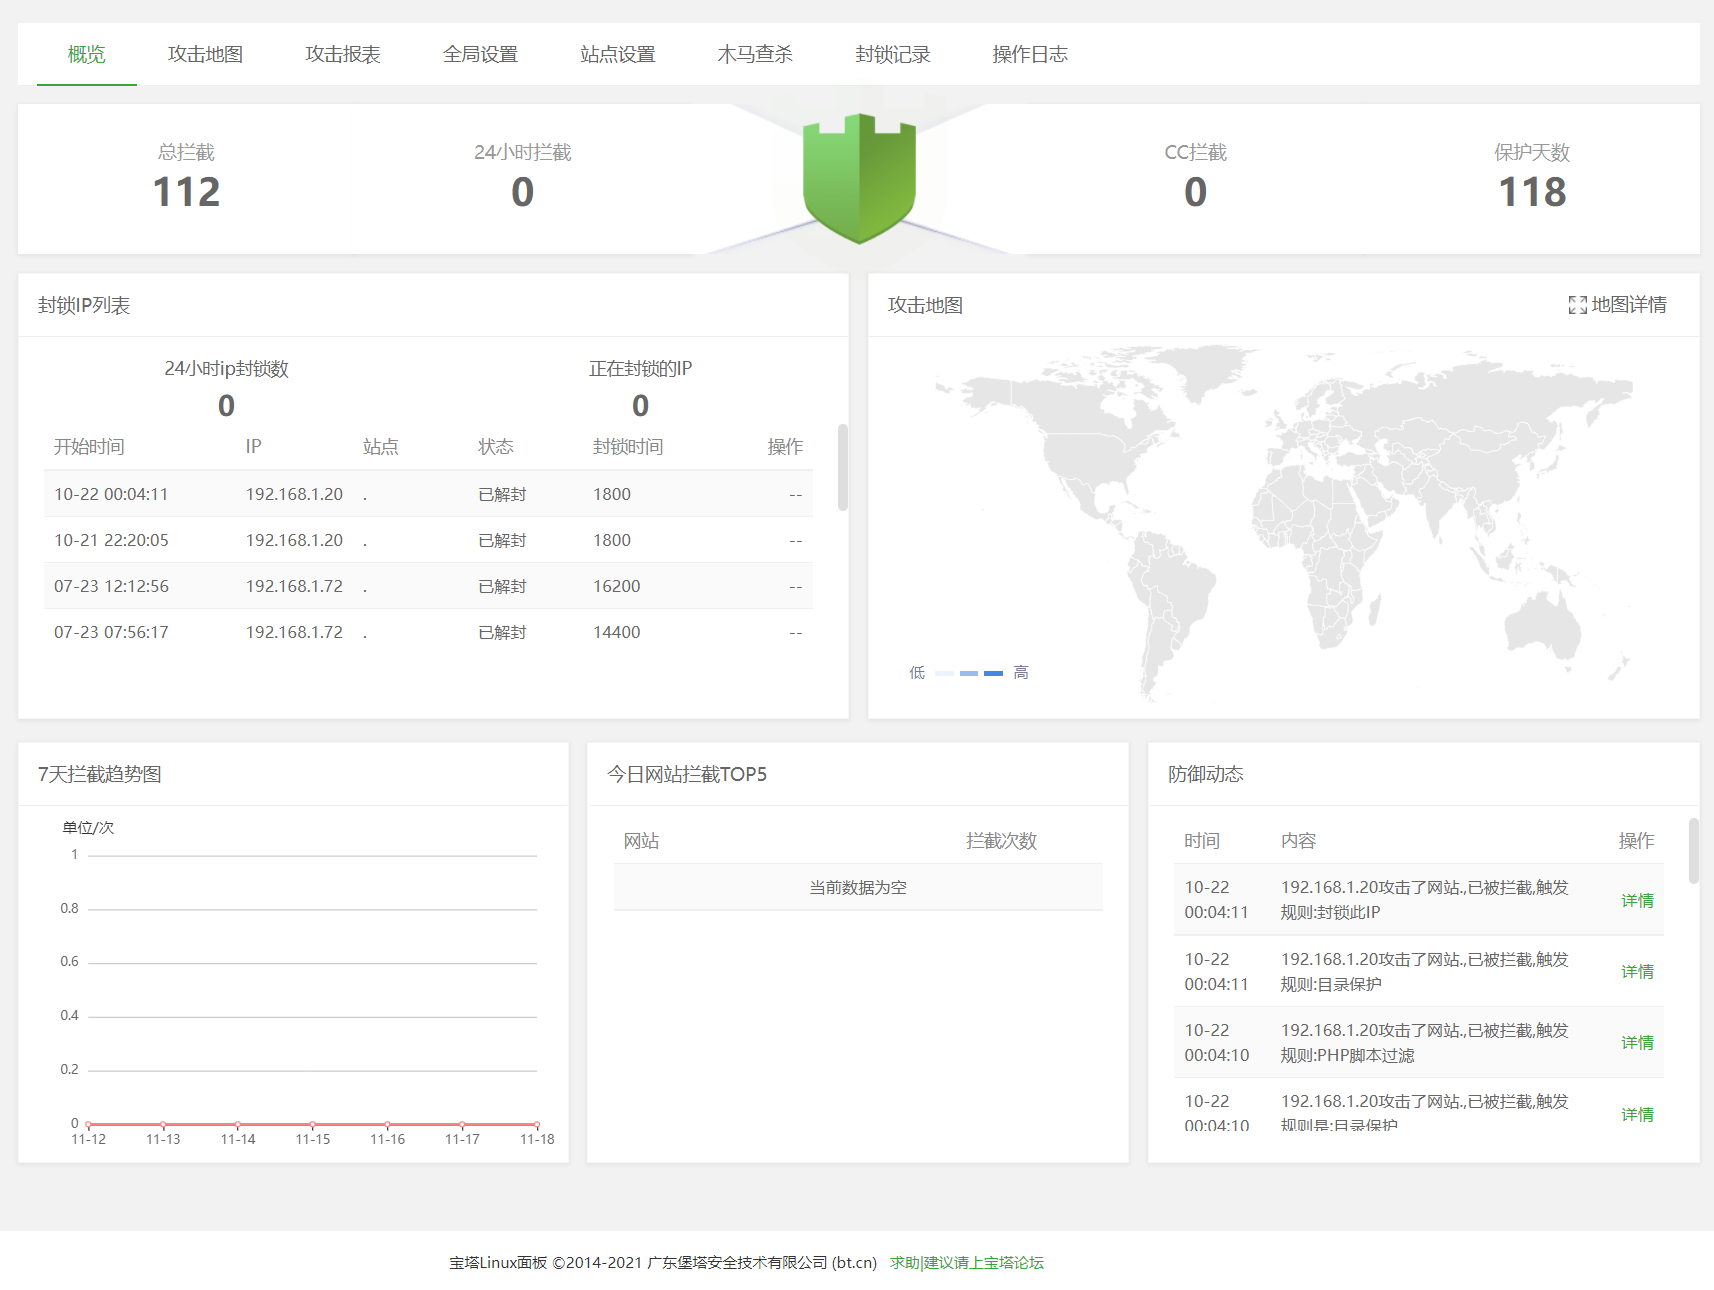 概览 攻击地图 攻击报表 全局设置 站点设置 木马查杀 封锁记录 操作日志
总拦截 24小时拦截 CC拦截 保护天数
112 0 0 118
封锁IP列表
24小时ip封锁数 正在封锁的IP
0 0
开始时间 IP 站点 状态 封锁时间 操作
10-22 00:04:11 192.168.1.20 . 已解封 1800 --
10-21 22:20:05 192.168.1.20 . 已解封 1800 --
07-23 12:12:56 192.168.1.72 . 已解封 16200 --
07-23 07:56:17 192.168.1.72 . 已解封 14400 --
攻击地图 地图详情
低 高
7天拦截趋势图
单位/次
1
0.8
0.6
0.4
0.2
0
11-12 11-13 11-14 11-15 11-16 11-17 11-18
今日网站拦截TOP5
网站 拦截次数
当前数据为空
防御动态
时间 内容 操作
10-22 192.168.1.20攻击了网站.,已被拦截,触发
00:04:11 规则:封锁此IP 详情
10-22 192.168.1.20攻击了网站.,已被拦截,触发
00:04:11 规则:目录保护 详情
10-22 192.168.1.20攻击了网站.,已被拦截,触发
00:04:10 规则:PHP脚本过滤 详情
10-22 192.168.1.20攻击了网站.,已被拦截,触发
00:04:10 规则是:目录保护 详情
宝塔Linux面板 ©2014-2021 广东堡塔安全技术有限公司 (bt.cn) 求助|建议请上宝塔论坛